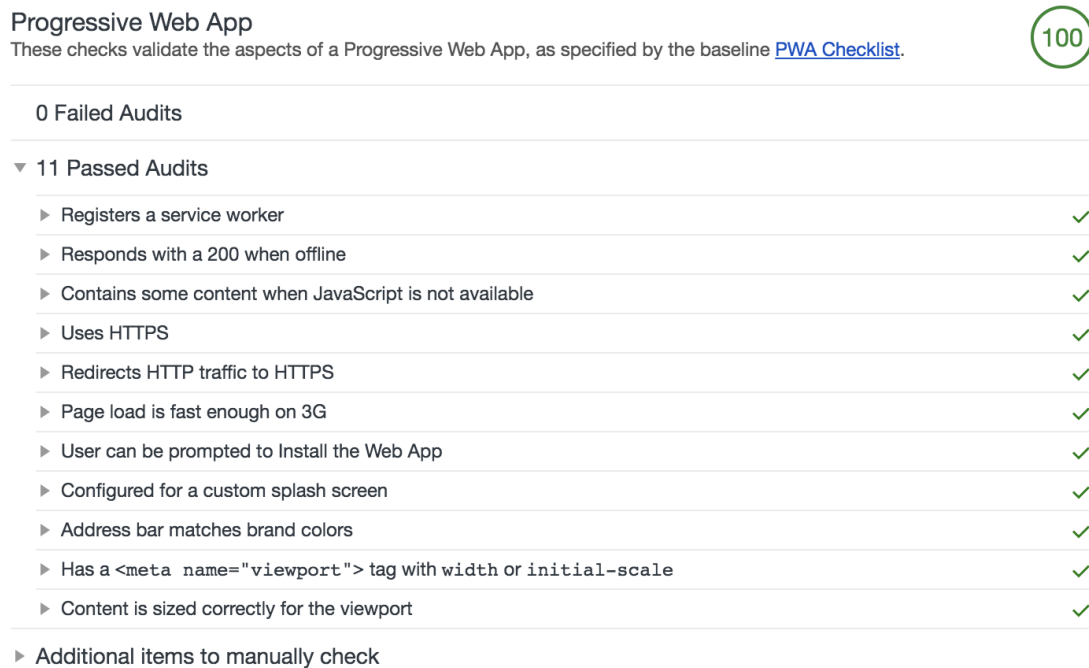 Progressive Web App
These checks validate the aspects of a Progressive Web App, as specified by the baseline PWA Checklist.
100
0 Failed Audits
11 Passed Audits
Registers a service worker
Responds with a 200 when offline
Contains some content when JavaScript is not available
Uses HTTPS
Redirects HTTP traffic to HTTPS
Page load is fast enough on 3G
User can be prompted to Install the Web App
Configured for a custom splash screen
Address bar matches brand colors
Has a <meta name="viewport"> tag with width or initial-scale
Content is sized correctly for the viewport
Additional items to manually check